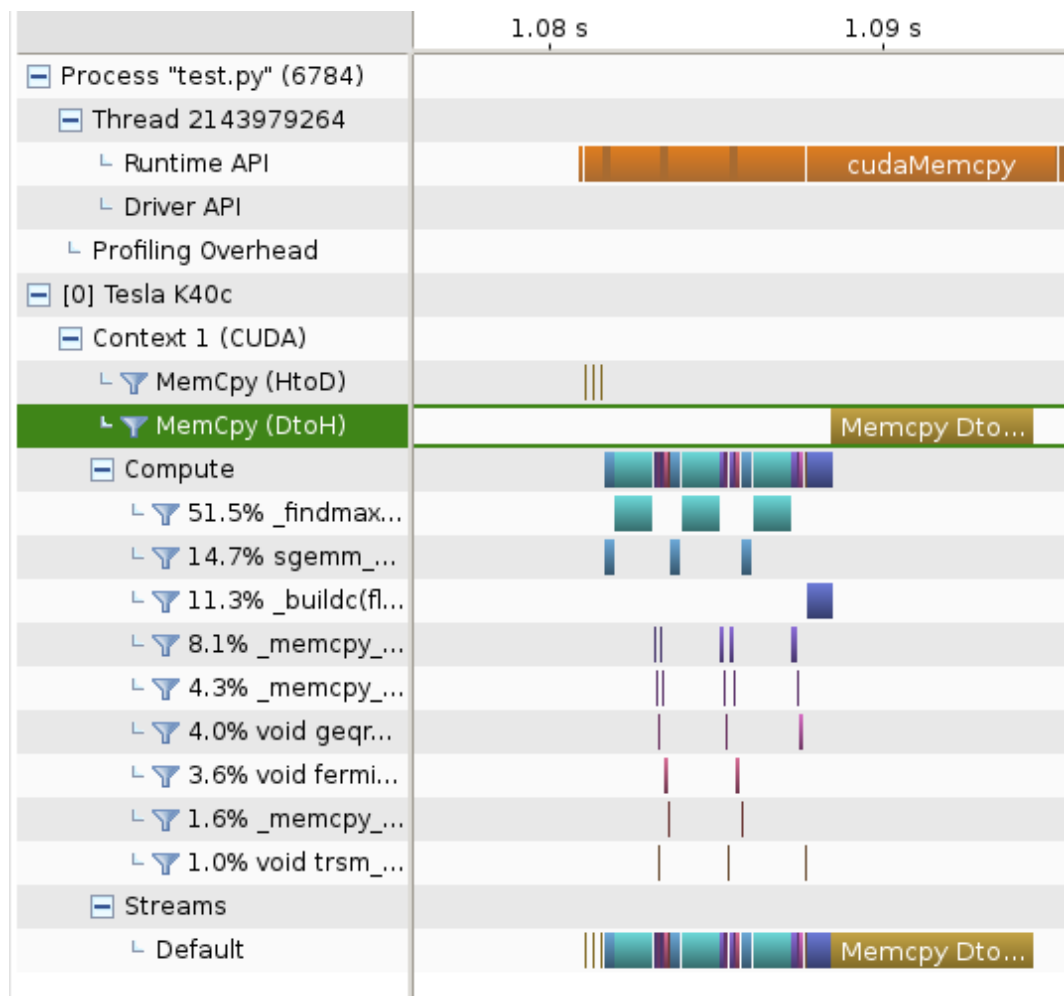 1.08 s 1.09 s
Process "test.py" (6784)
Thread 2143979264
Runtime API cudaMemcpy
Driver API
Profiling Overhead
[0] Tesla K40c
Context 1 (CUDA)
MemCpy (HtoD)
MemCpy (DtoH) Memcpy Dto...
Compute
51.5% _findmax...
14.7% sgemm_...
11.3% _buildc(fl...
8.1% _memcpy_...
4.3% _memcpy_...
4.0% void geqr...
3.6% void fermi...
1.6% _memcpy_...
1.0% void trsm_...
Streams
Default Memcpy Dto...